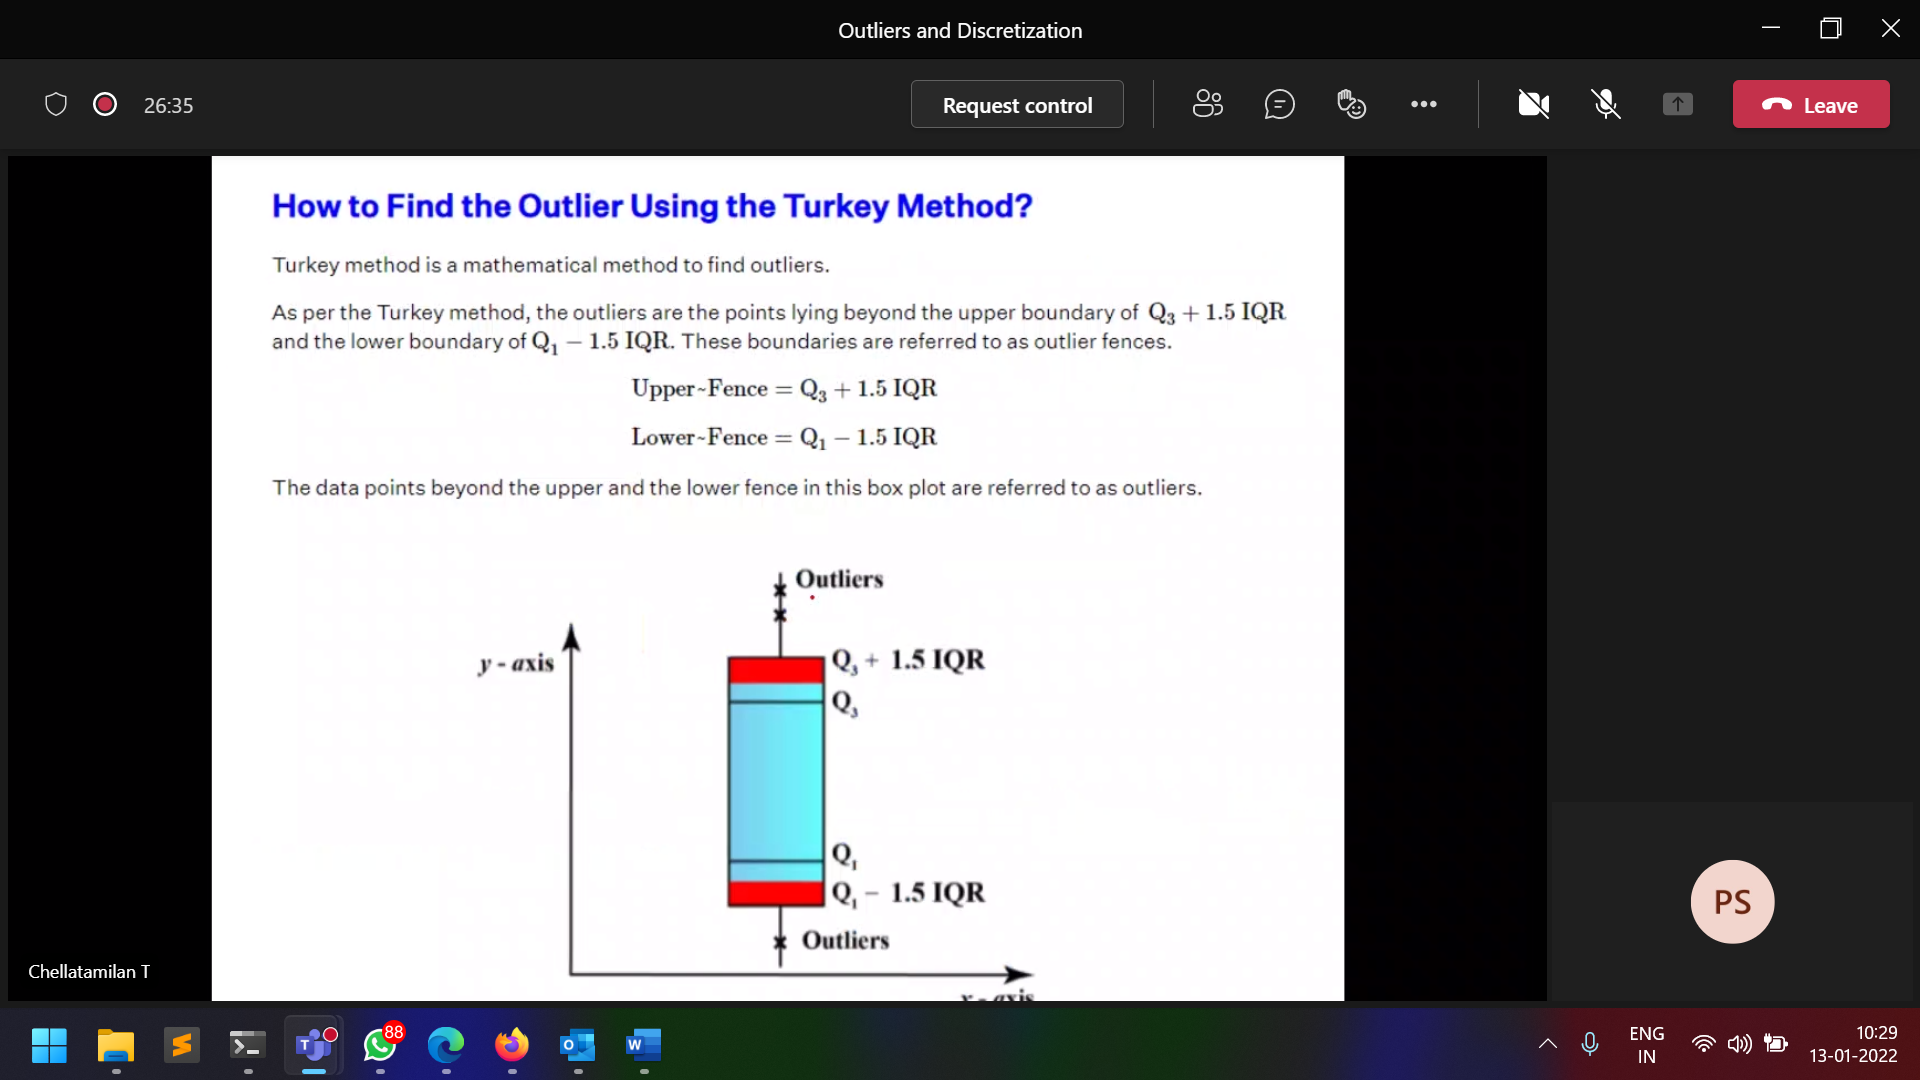 Outliers and Discretization
26:35
Request control
Leave
How to Find the Outlier Using the Turkey Method?
Turkey method is a mathematical method to find outliers.
As per the Turkey method, the outliers are the points lying beyond the upper boundary of Q₃ + 1.5 IQR
and the lower boundary of Q₁ − 1.5 IQR. These boundaries are referred to as outlier fences.
Upper~Fence = Q₃ + 1.5 IQR
Lower~Fence = Q₁ − 1.5 IQR
The data points beyond the upper and the lower fence in this box plot are referred to as outliers.
Outliers
y - axis
Q₃ + 1.5 IQR
Q₃
Q₁
Q₁ − 1.5 IQR
Outliers
x - axis
PS
Chellatamilan T
88
ENG
IN
10:29
13-01-2022